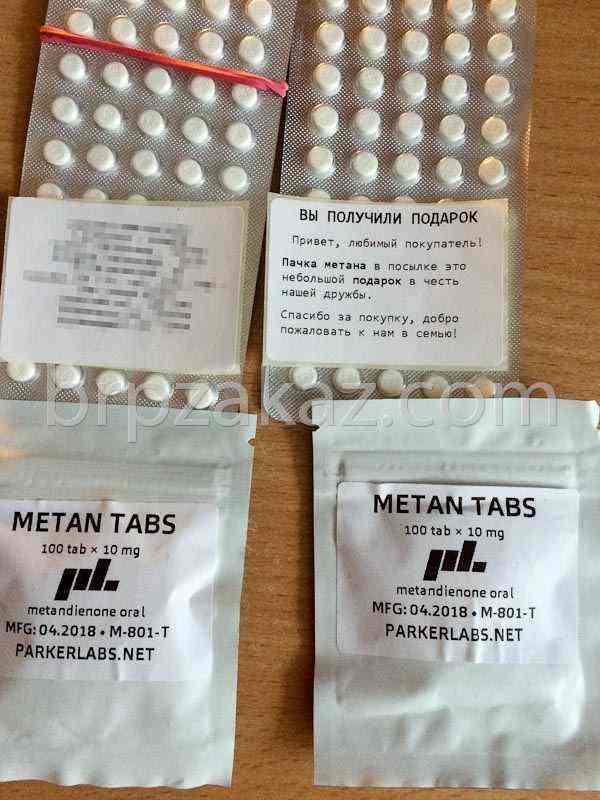 ВЫ ПОЛУЧИЛИ ПОДАРОК
Привет, любимый покупатель!
Пачка метана в посылке это
небольшой подарок в честь
нашей дружбы.
Спасибо за покупку, добро
пожаловать к нам в семью!
brpzakaz.com
METAN TABS
100 tab × 10 mg
pl.
metandienone oral
MFG: 04.2018 • M-801-T
PARKERLABS.NET
METAN TABS
100 tab × 10 mg
pl.
metandienone oral
MFG: 04.2018 • M-801-T
PARKERLABS.NET